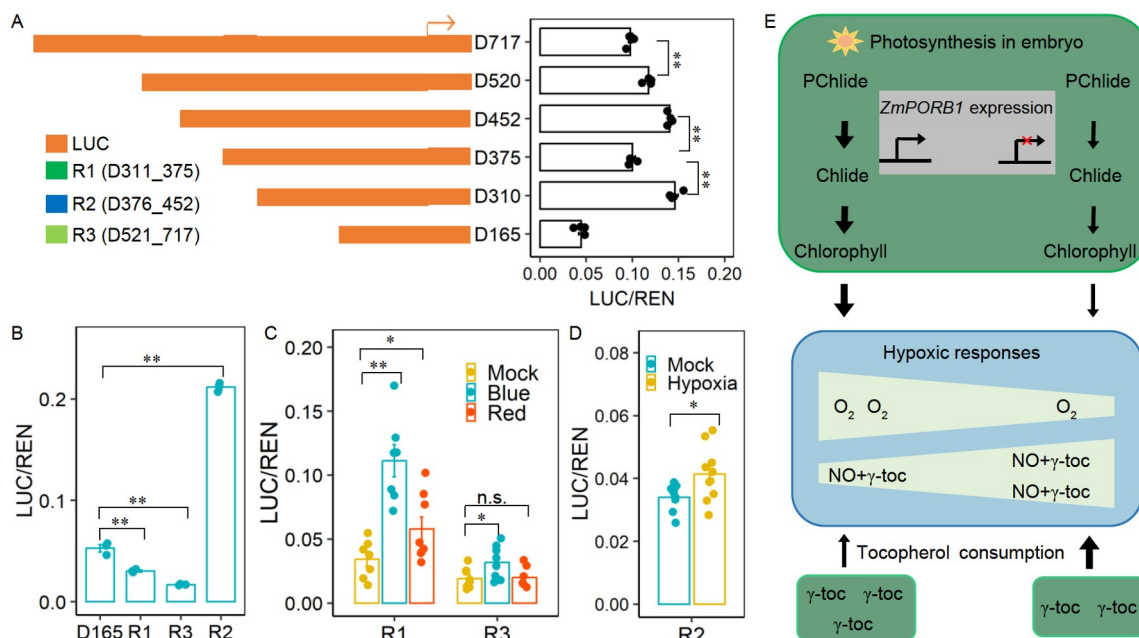 A
D717
D520
D452
D375
D310
D165
**
**
**
LUC
R1 (D311_375)
R2 (D376_452)
R3 (D521_717)
0.00 0.05 0.10 0.15 0.20
LUC/REN
B
LUC/REN
0.2
0.1
0.0
**
**
**
D165 R1 R3 R2
C
LUC/REN
0.20
0.15
0.10
0.05
0.00
*
**
Mock
Blue
Red
n.s.
*
R1 R3
D
LUC/REN
0.08
0.06
0.04
0.02
0.00
Mock
Hypoxia
*
R2
E
Photosynthesis in embryo
PChlide PChlide
ZmPORB1 expression
Chlide Chlide
Chlorophyll Chlorophyll
Hypoxic responses
O2 O2 O2
NO+γ-toc NO+γ-toc
NO+γ-toc
Tocopherol consumption
γ-toc γ-toc γ-toc γ-toc
γ-toc